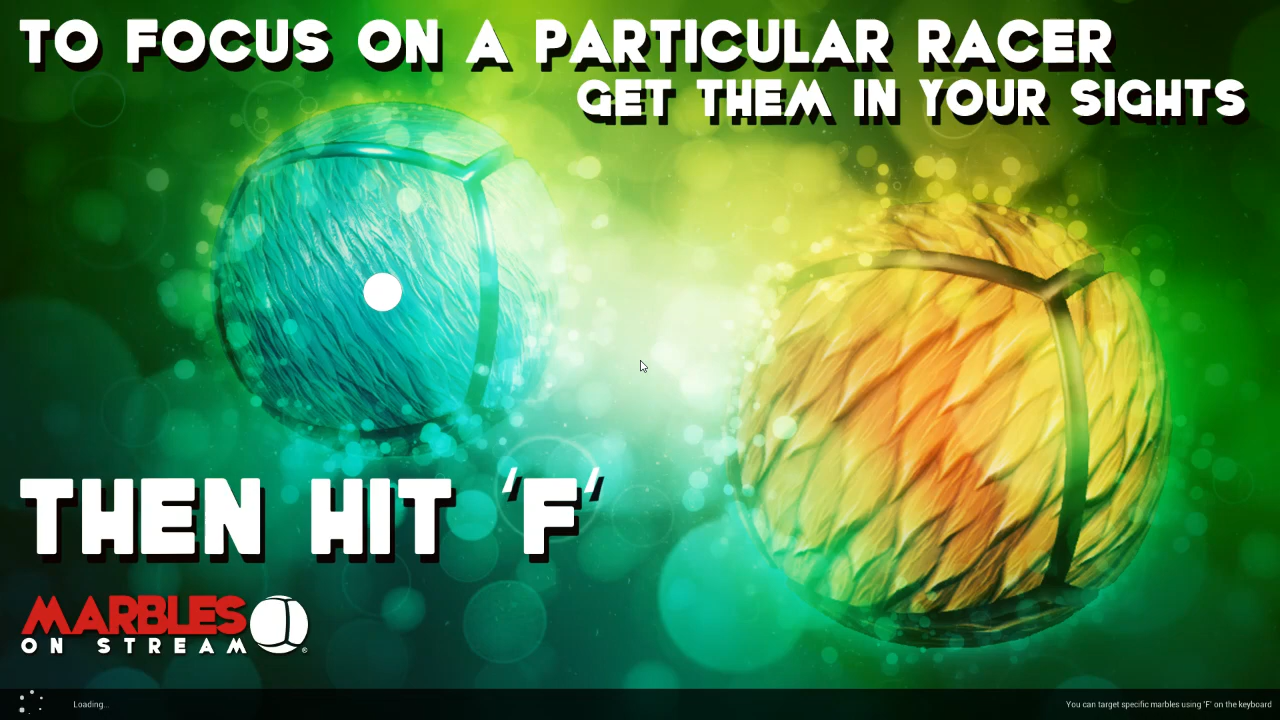 TO FOCUS ON A PARTICULAR RACER
GET THEM IN YOUR SIGHTS
THEN HIT 'F'
MARBLES
ON STREAM
®
Loading...
You can target specific marbles using 'F' on the keyboard